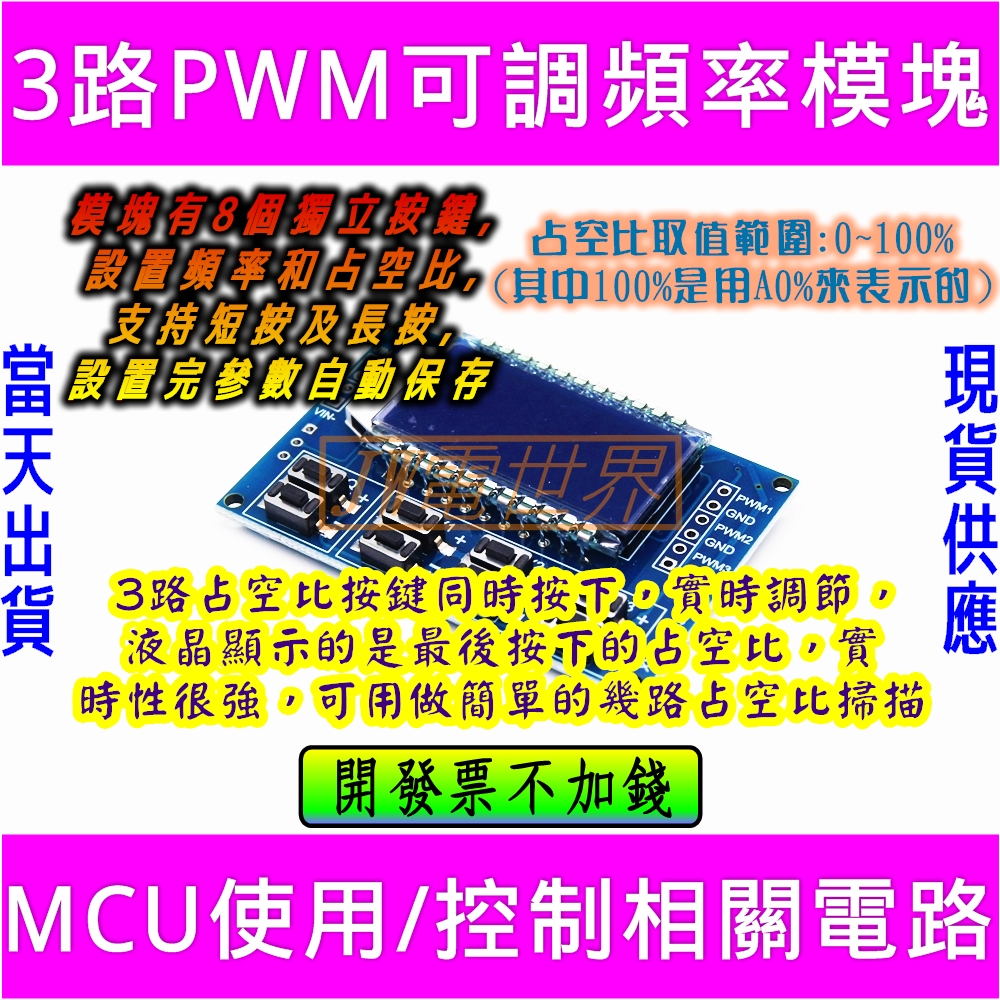 3路PWM可調頻率模塊
模塊有8個獨立按鍵,
設置頻率和占空比,
支持短按及長按,
設置完參數自動保存
占空比取值範圍:0~100%
(其中100%是用A0%來表示的)
當天出貨
現貨供應
VIN-
電世界
PWM1
GND
PWM2
GND
PWM3
3路占空比按鍵同時按下。實時調節，
液晶顯示的是最後按下的占空比，實
時性很強，可用做簡單的幾路占空比掃描
開發票不加錢
MCU使用/控制相關電路